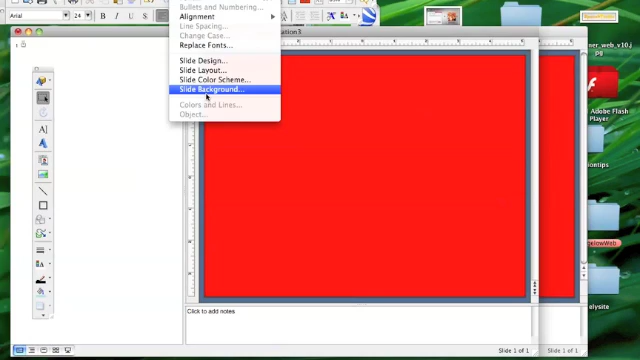 Bullets and Numbering...
Arial
24
Alignment
Line Spacing...
Change Case...
Replace Fonts...
Slide Design...
Slide Layout...
Slide Color Scheme...
Slide Background...
Colors and Lines...
Object...
Click to add notes
Slide 1 of 1
Slide 1 of 1
Adobe Flash
Player